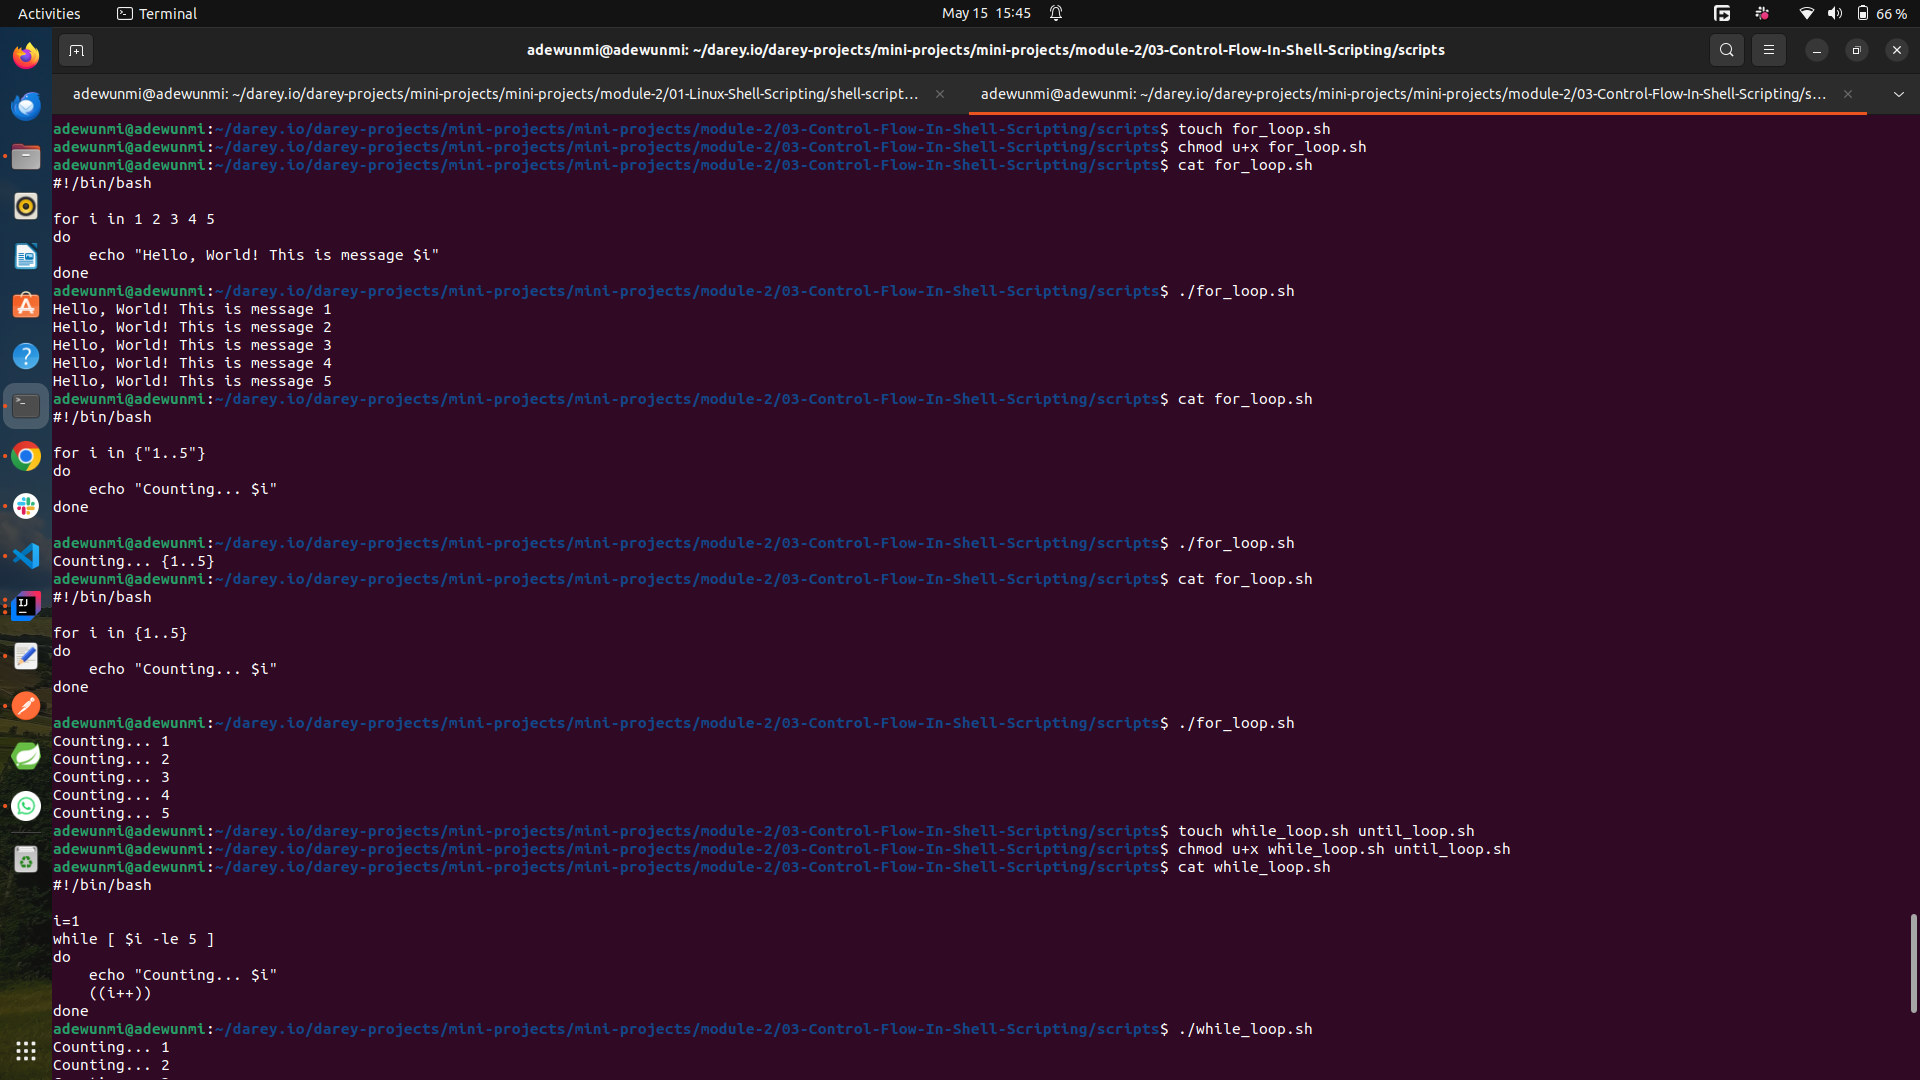 Activities
Terminal
May 15 15:45
66 %
adewunmi@adewunmi: ~/darey.io/darey-projects/mini-projects/mini-projects/module-2/03-Control-Flow-In-Shell-Scripting/scripts
adewunmi@adewunmi: ~/darey.io/darey-projects/mini-projects/mini-projects/module-2/01-Linux-Shell-Scripting/shell-script...
adewunmi@adewunmi: ~/darey.io/darey-projects/mini-projects/mini-projects/module-2/03-Control-Flow-In-Shell-Scripting/s...
adewunmi@adewunmi:~/darey.io/darey-projects/mini-projects/mini-projects/module-2/03-Control-Flow-In-Shell-Scripting/scripts$ touch for_loop.sh
adewunmi@adewunmi:~/darey.io/darey-projects/mini-projects/mini-projects/module-2/03-Control-Flow-In-Shell-Scripting/scripts$ chmod u+x for_loop.sh
adewunmi@adewunmi:~/darey.io/darey-projects/mini-projects/mini-projects/module-2/03-Control-Flow-In-Shell-Scripting/scripts$ cat for_loop.sh
#!/bin/bash
for i in 1 2 3 4 5
do
    echo "Hello, World! This is message $i"
done
adewunmi@adewunmi:~/darey.io/darey-projects/mini-projects/mini-projects/module-2/03-Control-Flow-In-Shell-Scripting/scripts$ ./for_loop.sh
Hello, World! This is message 1
Hello, World! This is message 2
Hello, World! This is message 3
Hello, World! This is message 4
Hello, World! This is message 5
adewunmi@adewunmi:~/darey.io/darey-projects/mini-projects/mini-projects/module-2/03-Control-Flow-In-Shell-Scripting/scripts$ cat for_loop.sh
#!/bin/bash
for i in {"1..5"}
do
    echo "Counting... $i"
done
adewunmi@adewunmi:~/darey.io/darey-projects/mini-projects/mini-projects/module-2/03-Control-Flow-In-Shell-Scripting/scripts$ ./for_loop.sh
Counting... {1..5}
adewunmi@adewunmi:~/darey.io/darey-projects/mini-projects/mini-projects/module-2/03-Control-Flow-In-Shell-Scripting/scripts$ cat for_loop.sh
#!/bin/bash
for i in {1..5}
do
    echo "Counting... $i"
done
adewunmi@adewunmi:~/darey.io/darey-projects/mini-projects/mini-projects/module-2/03-Control-Flow-In-Shell-Scripting/scripts$ ./for_loop.sh
Counting... 1
Counting... 2
Counting... 3
Counting... 4
Counting... 5
adewunmi@adewunmi:~/darey.io/darey-projects/mini-projects/mini-projects/module-2/03-Control-Flow-In-Shell-Scripting/scripts$ touch while_loop.sh until_loop.sh
adewunmi@adewunmi:~/darey.io/darey-projects/mini-projects/mini-projects/module-2/03-Control-Flow-In-Shell-Scripting/scripts$ chmod u+x while_loop.sh until_loop.sh
adewunmi@adewunmi:~/darey.io/darey-projects/mini-projects/mini-projects/module-2/03-Control-Flow-In-Shell-Scripting/scripts$ cat while_loop.sh
#!/bin/bash
i=1
while [ $i -le 5 ]
do
    echo "Counting... $i"
    ((i++))
done
adewunmi@adewunmi:~/darey.io/darey-projects/mini-projects/mini-projects/module-2/03-Control-Flow-In-Shell-Scripting/scripts$ ./while_loop.sh
Counting... 1
Counting... 2